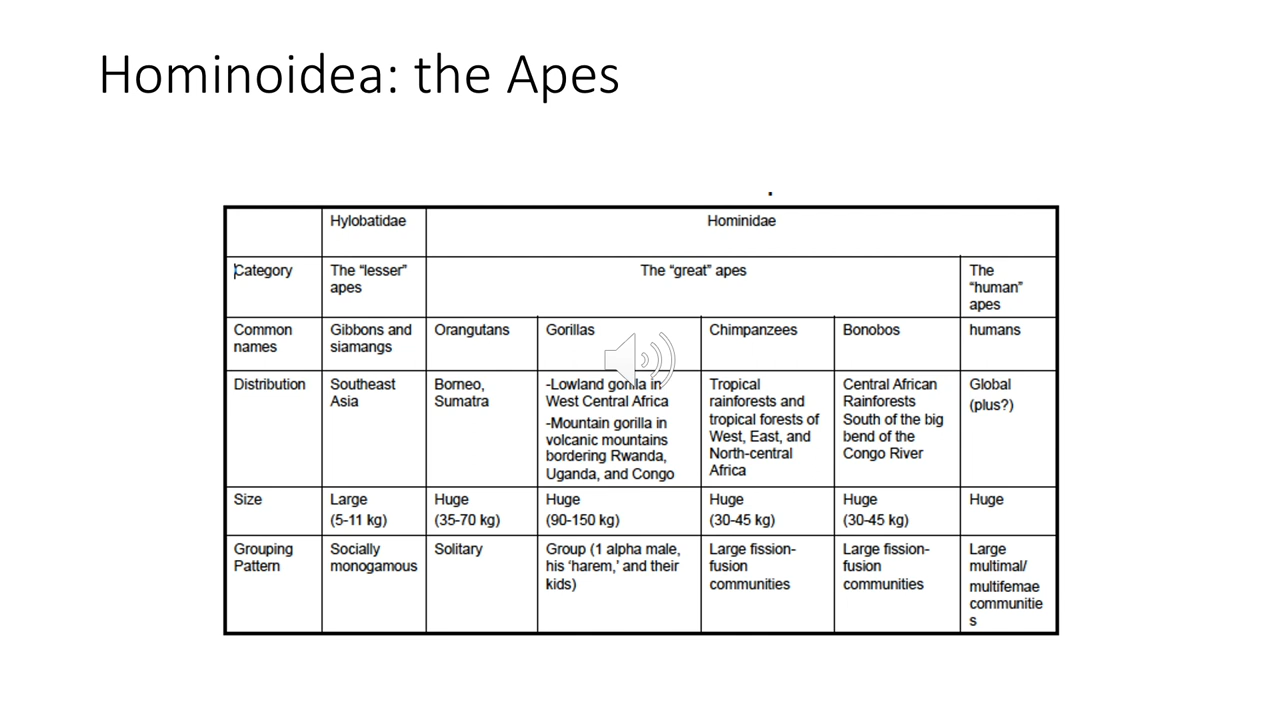 Hominoidea: the Apes
.
Hylobatidae Hominidae
Category The “lesser” apes The “great” apes The “human” apes
Common names Gibbons and siamangs Orangutans Gorillas Chimpanzees Bonobos humans
Distribution Southeast Asia Borneo, Sumatra -Lowland gorilla in West Central Africa -Mountain gorilla in volcanic mountains bordering Rwanda, Uganda, and Congo Tropical rainforests and tropical forests of West, East, and North-central Africa Central African Rainforests South of the big bend of the Congo River Global (plus?)
Size Large (5-11 kg) Huge (35-70 kg) Huge (90-150 kg) Huge (30-45 kg) Huge (30-45 kg) Huge
Grouping Pattern Socially monogamous Solitary Group (1 alpha male, his ‘harem,’ and their kids) Large fission-fusion communities Large fission-fusion communities Large multimal/ multifemae communities